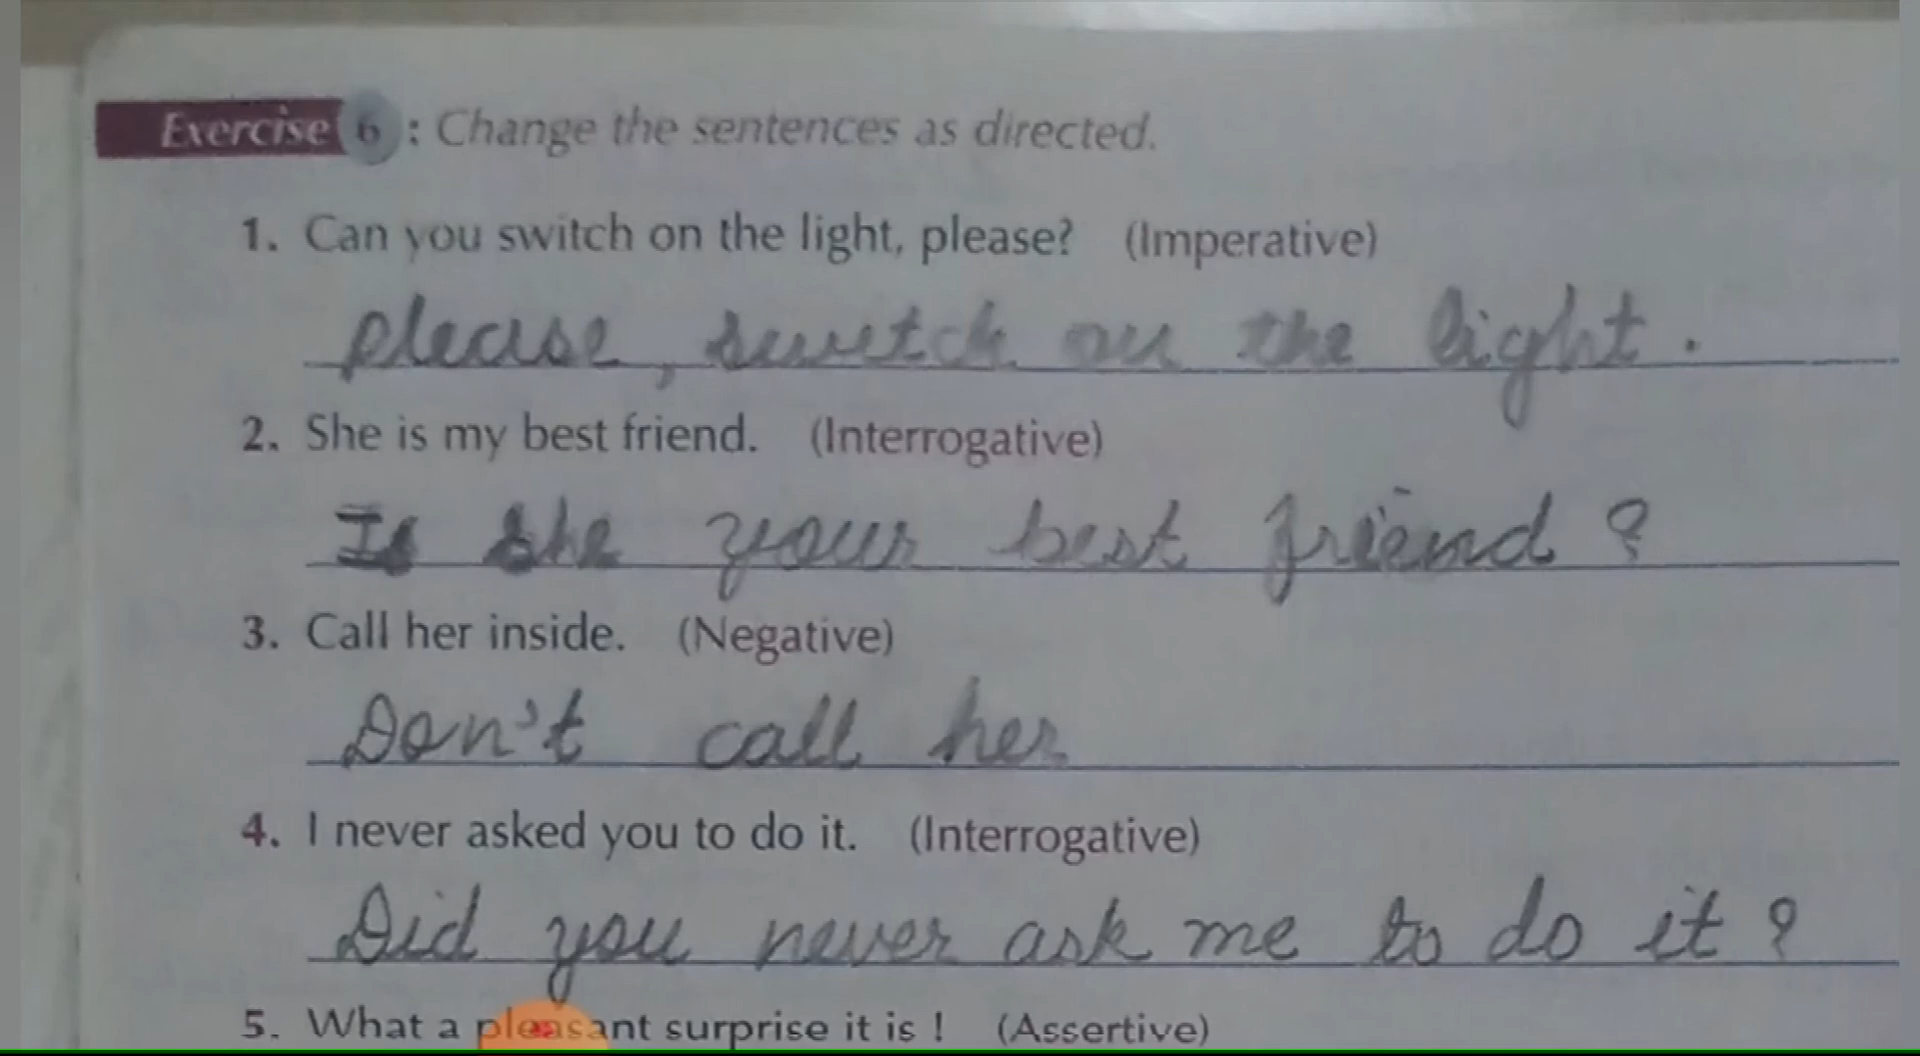 Exercise 6 : Change the sentences as directed.
1. Can you switch on the light, please? (Imperative)
please, switch on the light.
2. She is my best friend. (Interrogative)
Is she your best friend?
3. Call her inside. (Negative)
Don't call her
4. I never asked you to do it. (Interrogative)
Did you never ask me to do it?
5. What a pleasant surprise it is ! (Assertive)